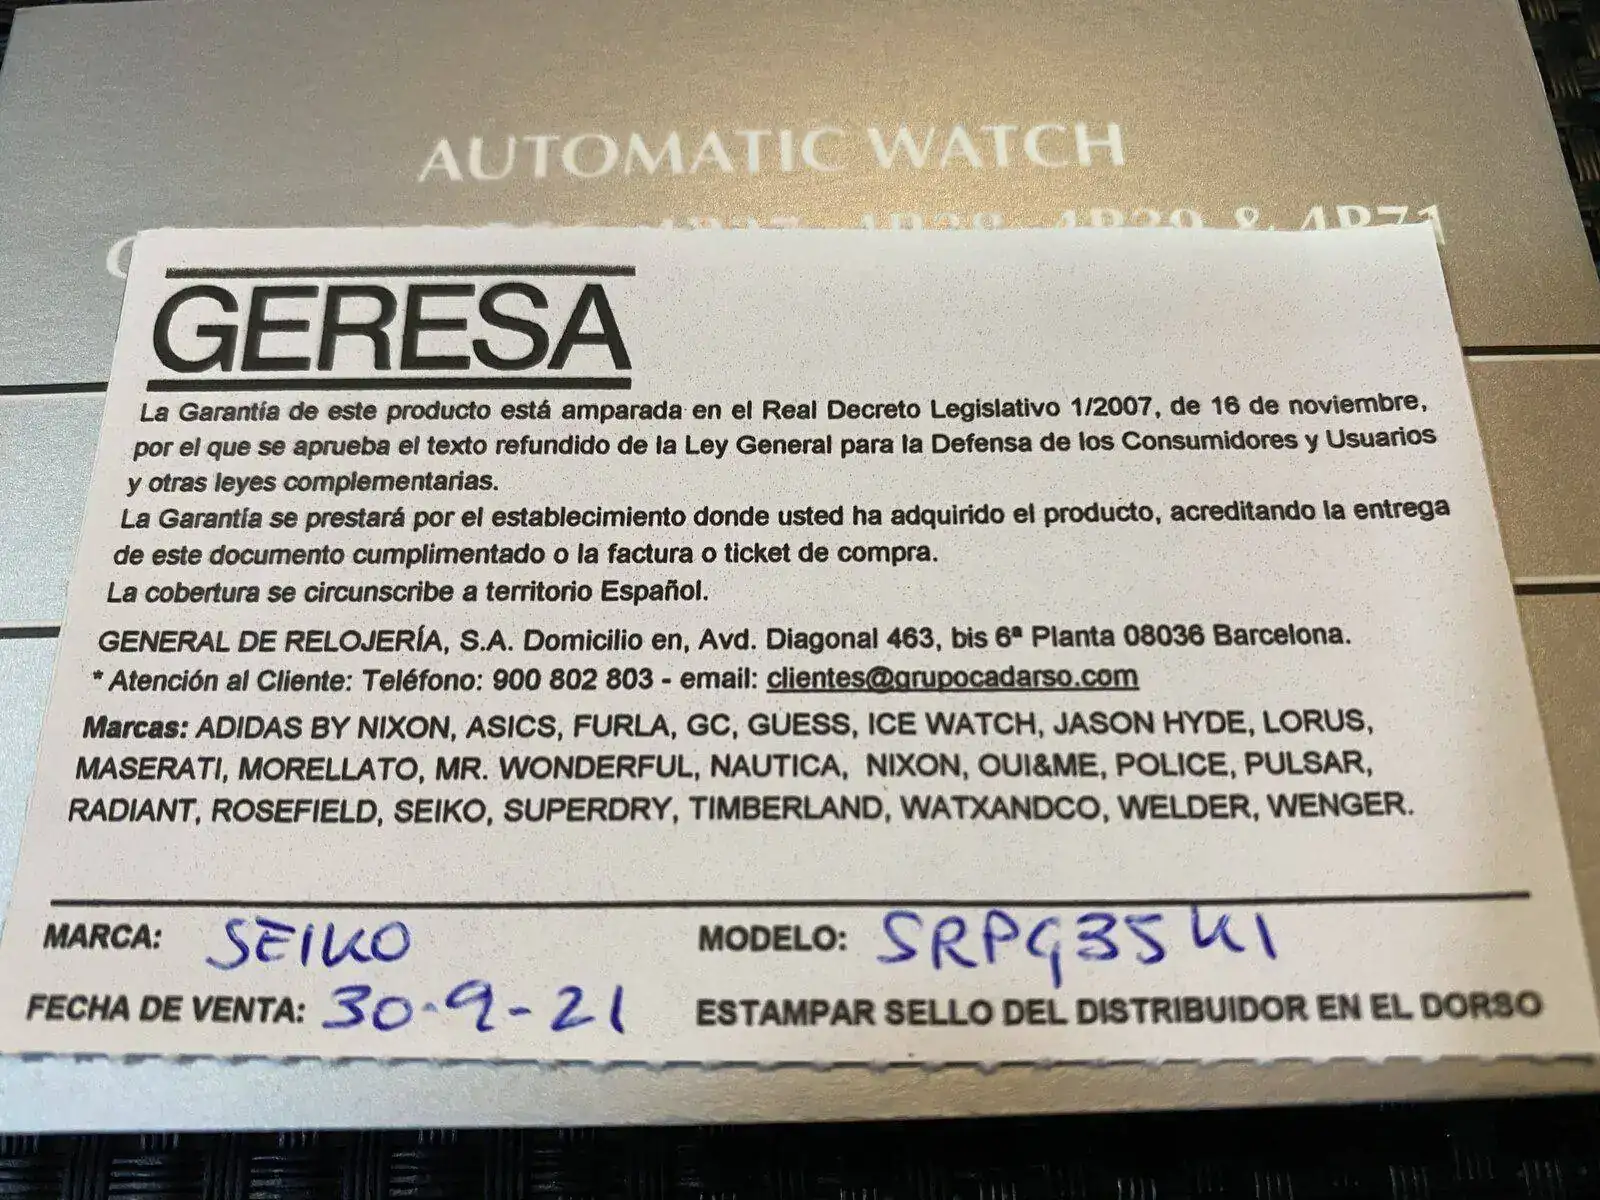 AUTOMATIC WATCH
4R37, 4R38, 4R39 & 4R71
GERESA
La Garantía de este producto está amparada en el Real Decreto Legislativo 1/2007, de 16 de noviembre,
por el que se aprueba el texto refundido de la Ley General para la Defensa de los Consumidores y Usuarios
y otras leyes complementarias.
La Garantía se prestará por el establecimiento donde usted ha adquirido el producto, acreditando la entrega
de este documento cumplimentado o la factura o ticket de compra.
La cobertura se circunscribe a territorio Español.
GENERAL DE RELOJERÍA, S.A. Domicilio en, Avd. Diagonal 463, bis 6ª Planta 08036 Barcelona.
* Atención al Cliente: Teléfono: 900 802 803 - email: clientes@grupocadarso.com
Marcas: ADIDAS BY NIXON, ASICS, FURLA, GC, GUESS, ICE WATCH, JASON HYDE, LORUS,
MASERATI, MORELLATO, MR. WONDERFUL, NAUTICA, NIXON, OUI&ME, POLICE, PULSAR,
RADIANT, ROSEFIELD, SEIKO, SUPERDRY, TIMBERLAND, WATXANDCO, WELDER, WENGER.
MARCA: SEIKO MODELO: SRPG35K1
FECHA DE VENTA: 30-9-21 ESTAMPAR SELLO DEL DISTRIBUIDOR EN EL DORSO